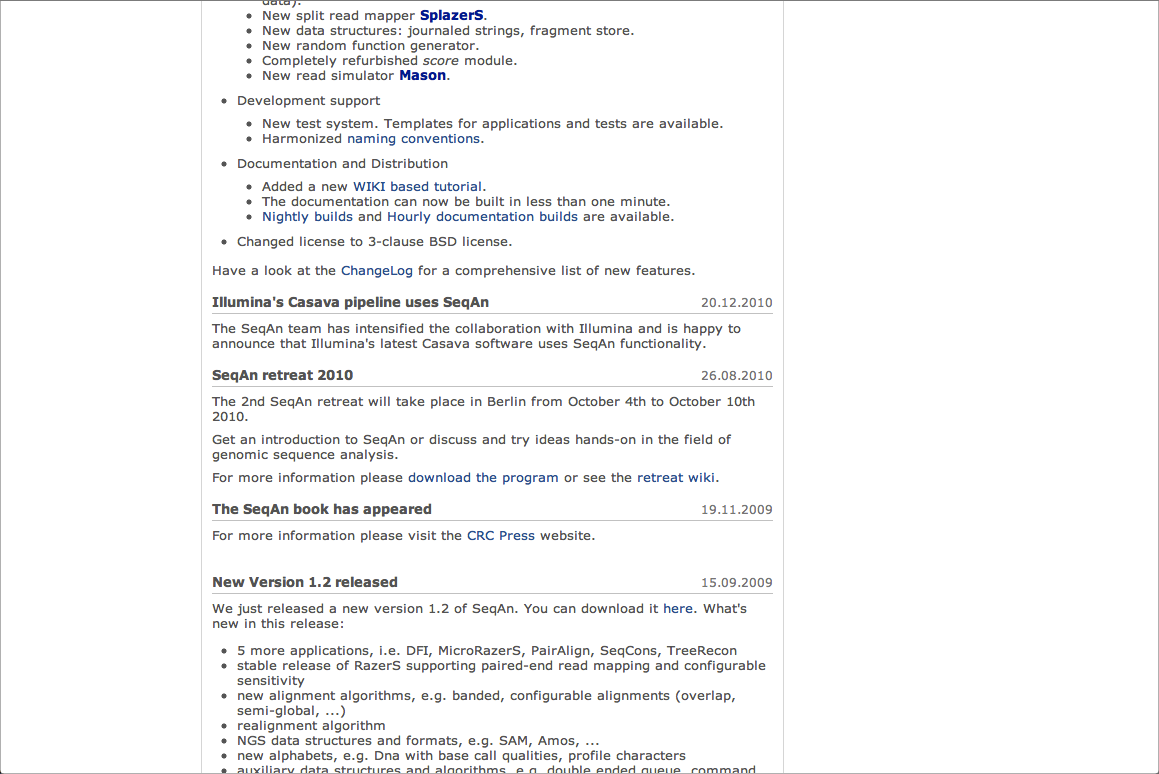 data).
New split read mapper SplazerS.
New data structures: journaled strings, fragment store.
New random function generator.
Completely refurbished score module.
New read simulator Mason.
Development support
New test system. Templates for applications and tests are available.
Harmonized naming conventions.
Documentation and Distribution
Added a new WIKI based tutorial.
The documentation can now be built in less than one minute.
Nightly builds and Hourly documentation builds are available.
Changed license to 3-clause BSD license.
Have a look at the ChangeLog for a comprehensive list of new features.
Illumina's Casava pipeline uses SeqAn 20.12.2010
The SeqAn team has intensified the collaboration with Illumina and is happy to
announce that Illumina's latest Casava software uses SeqAn functionality.
SeqAn retreat 2010 26.08.2010
The 2nd SeqAn retreat will take place in Berlin from October 4th to October 10th
2010.
Get an introduction to SeqAn or discuss and try ideas hands-on in the field of
genomic sequence analysis.
For more information please download the program or see the retreat wiki.
The SeqAn book has appeared 19.11.2009
For more information please visit the CRC Press website.
New Version 1.2 released 15.09.2009
We just released a new version 1.2 of SeqAn. You can download it here. What's
new in this release:
5 more applications, i.e. DFI, MicroRazerS, PairAlign, SeqCons, TreeRecon
stable release of RazerS supporting paired-end read mapping and configurable
sensitivity
new alignment algorithms, e.g. banded, configurable alignments (overlap,
semi-global, ...)
realignment algorithm
NGS data structures and formats, e.g. SAM, Amos, ...
new alphabets, e.g. Dna with base call qualities, profile characters
auxiliary data structures and algorithms, e.g. double ended queue, command